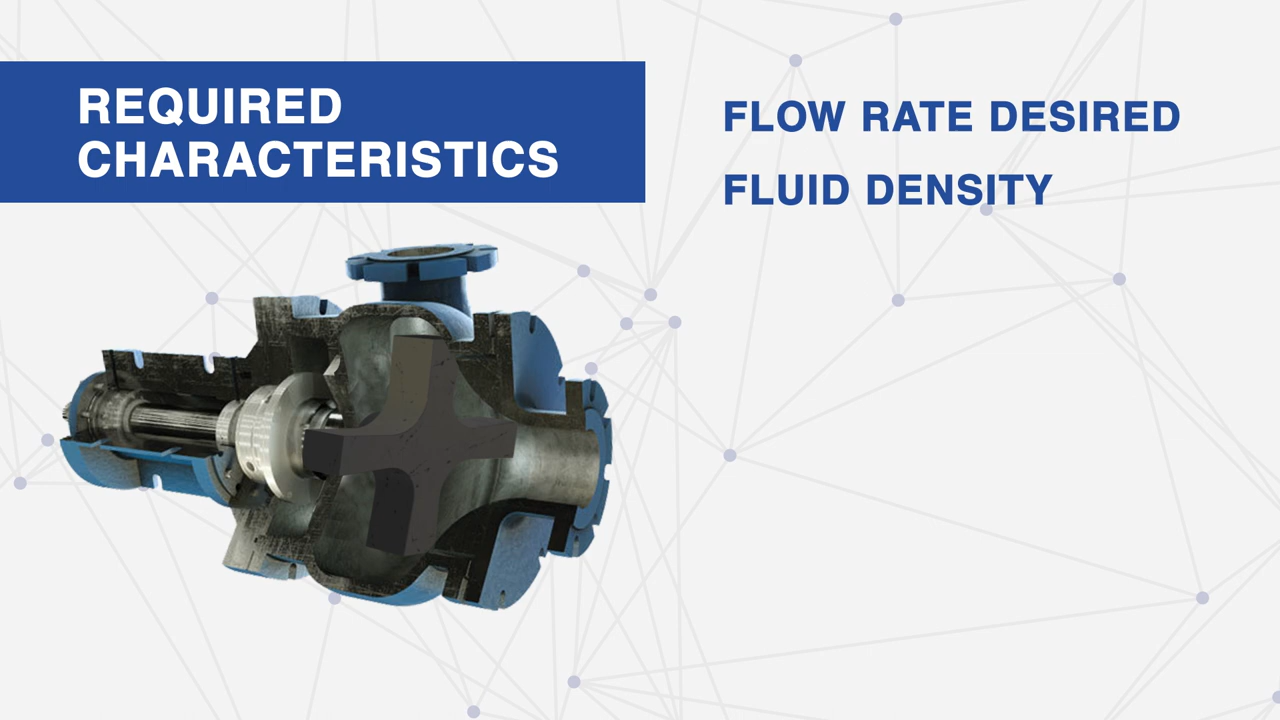 REQUIRED
CHARACTERISTICS
FLOW RATE DESIRED
FLUID DENSITY